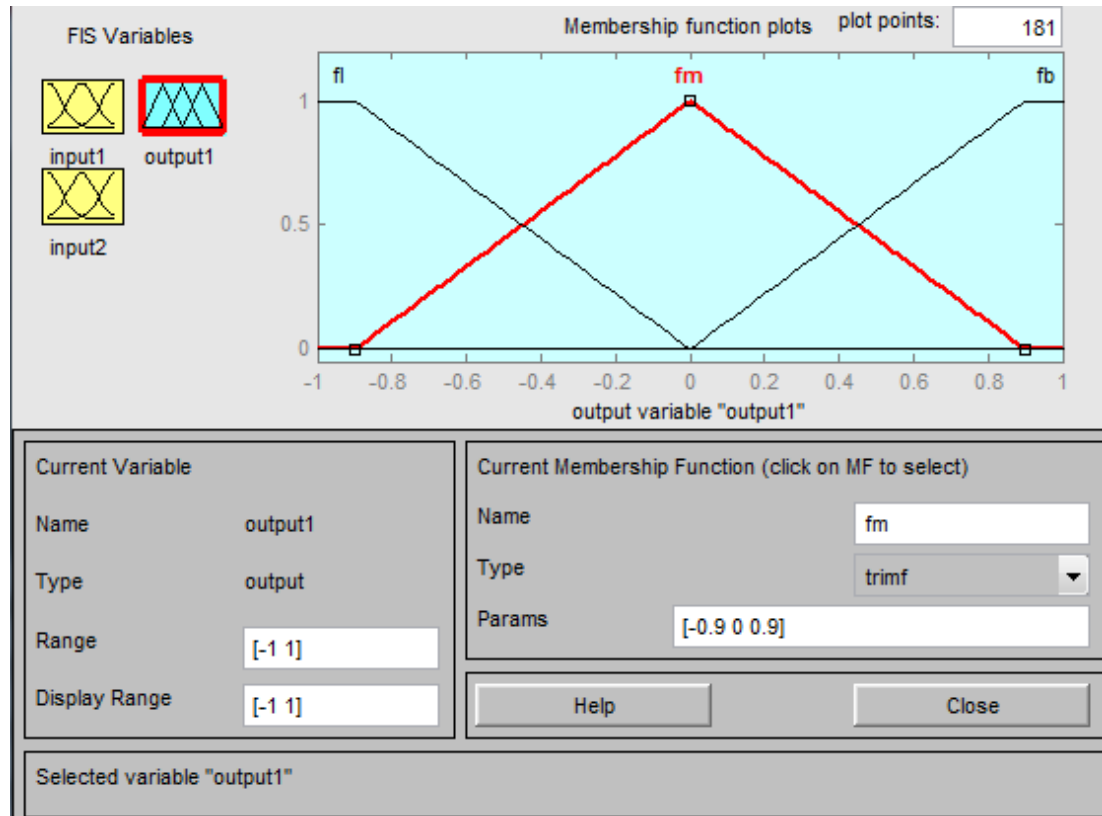 FIS Variables
Membership function plots
plot points:
181
input1
output1
input2
fl
fm
fb
1
0.5
0
-1 -0.8 -0.6 -0.4 -0.2 0 0.2 0.4 0.6 0.8 1
output variable "output1"
Current Variable
Name output1
Type output
Range [-1 1]
Display Range [-1 1]
Current Membership Function (click on MF to select)
Name fm
Type trimf
Params [-0.9 0 0.9]
Help Close
Selected variable "output1"